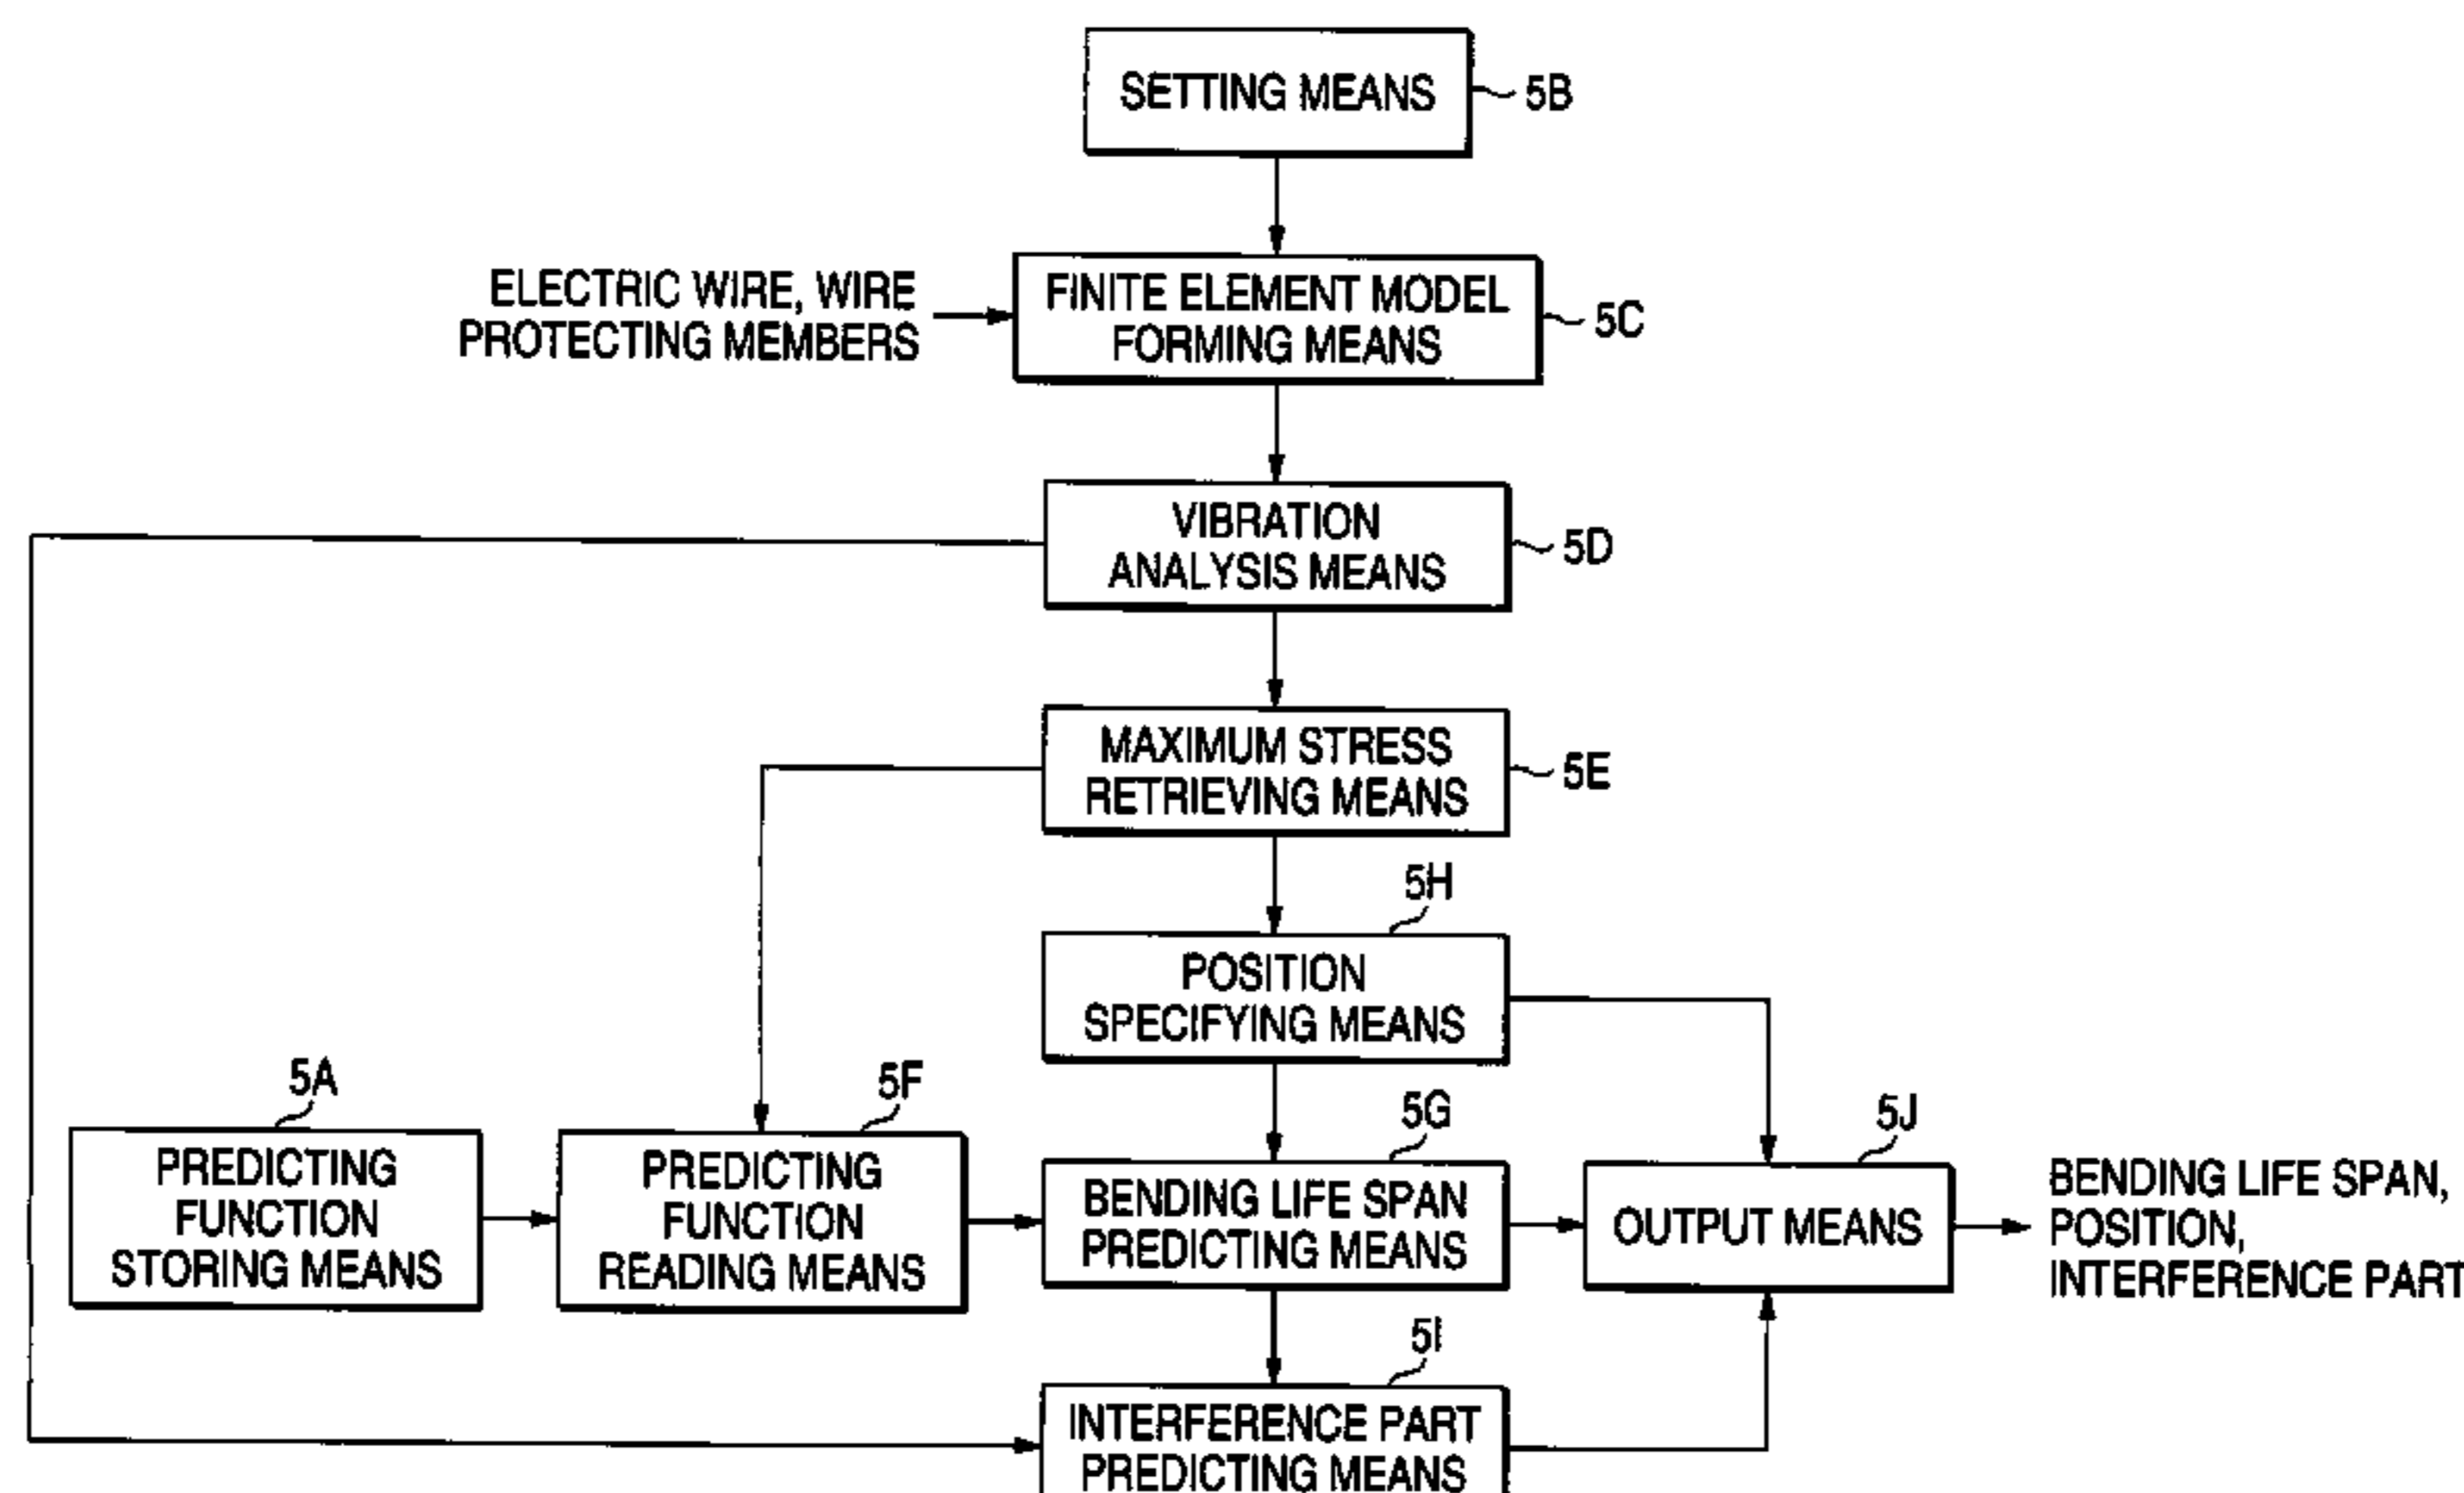 SETTING MEANS
5B
ELECTRIC WIRE, WIRE
PROTECTING MEMBERS
FINITE ELEMENT MODEL
FORMING MEANS
5C
VIBRATION
ANALYSIS MEANS
5D
MAXIMUM STRESS
RETRIEVING MEANS
5E
5H
POSITION
SPECIFYING MEANS
5A
PREDICTING
FUNCTION
STORING MEANS
5F
PREDICTING
FUNCTION
READING MEANS
5G
BENDING LIFE SPAN
PREDICTING MEANS
5J
OUTPUT MEANS
BENDING LIFE SPAN,
POSITION,
INTERFERENCE PART
5I
INTERFERENCE PART
PREDICTING MEANS